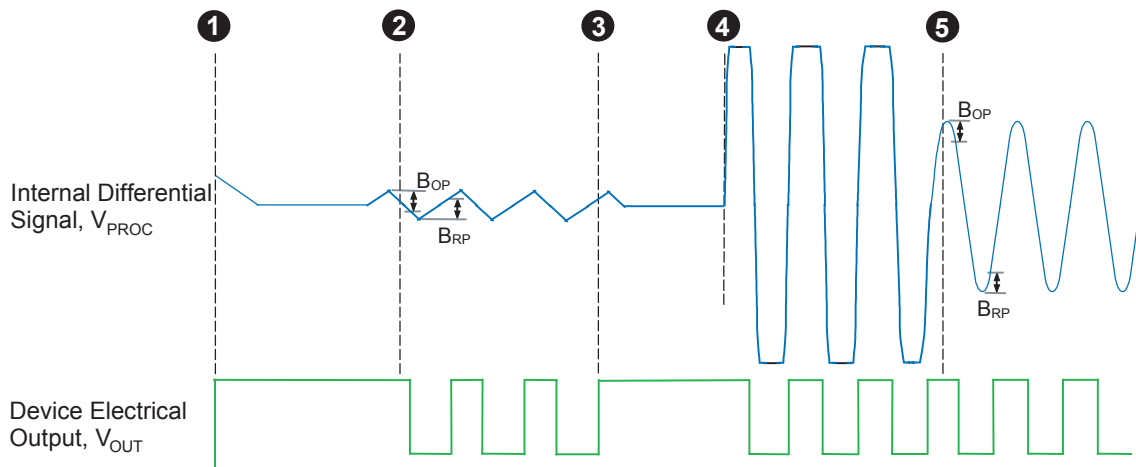 1 2 3 4 5
BOP
Internal Differential
Signal, VPROC
BOP
BRP
BRP
Device Electrical
Output, VOUT